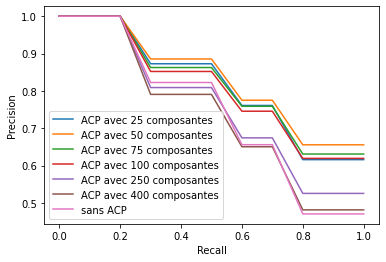 1.0
0.9
0.8
0.7
0.6
0.5
Precision
ACP avec 25 composantes
ACP avec 50 composantes
ACP avec 75 composantes
ACP avec 100 composantes
ACP avec 250 composantes
ACP avec 400 composantes
sans ACP
0.0 0.2 0.4 0.6 0.8 1.0
Recall